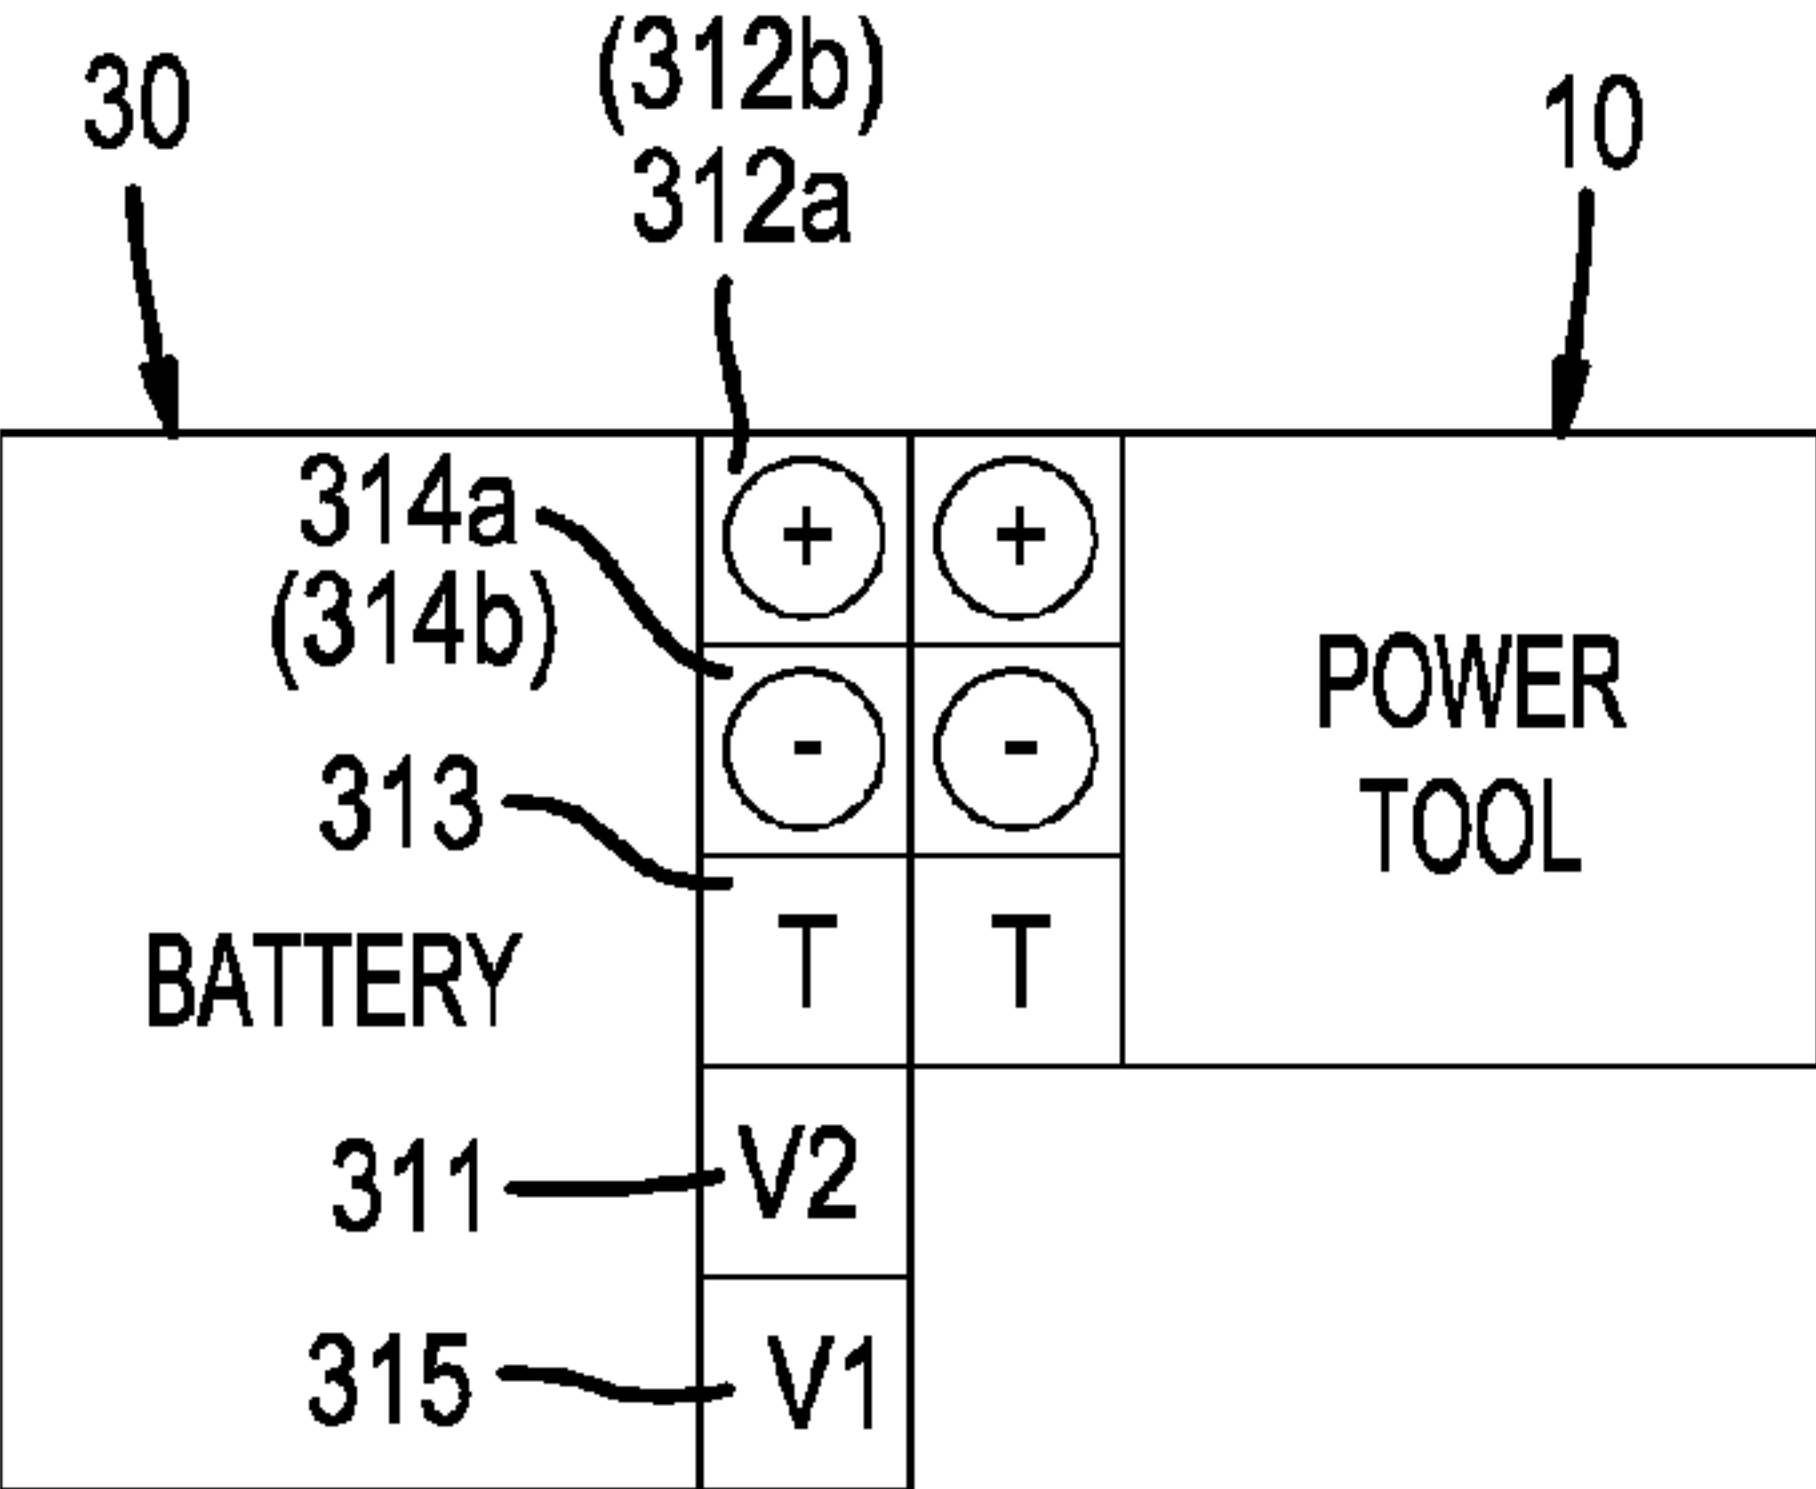 30
(312b)
312a
10
314a
(314b)
+
+
-
-
313
T
T
POWER
TOOL
BATTERY
311
V2
315
V1